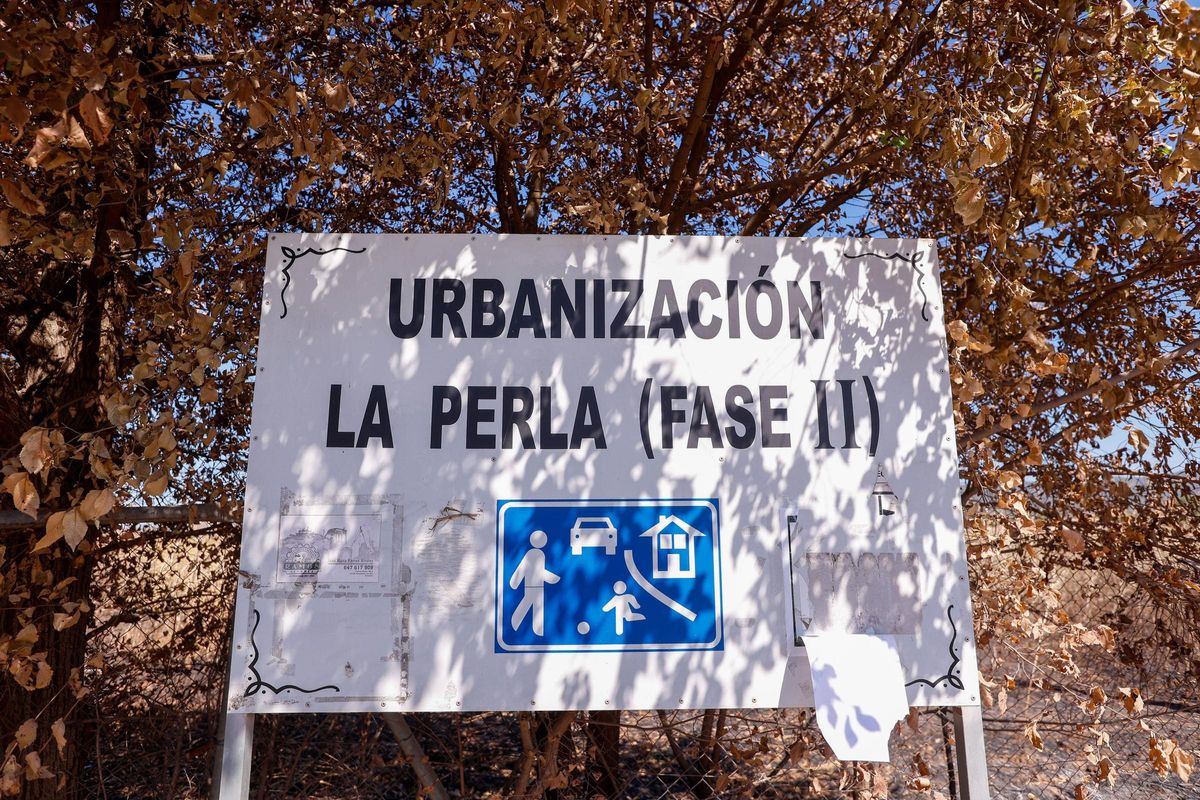 URBANIZACIÓN
LA PERLA (FASE II)